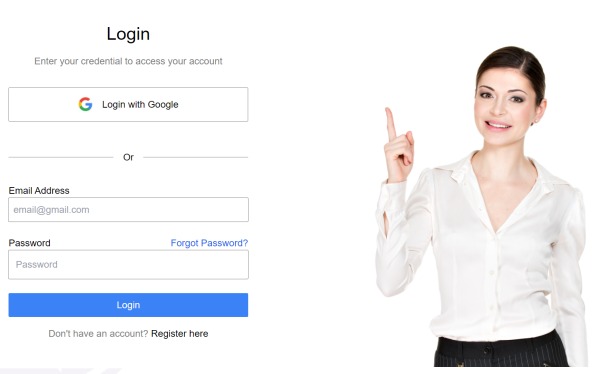 Login
Enter your credential to access your account
Login with Google
Or
Email Address
email@gmail.com
Password Forgot Password?
Password
Login
Don't have an account? Register here